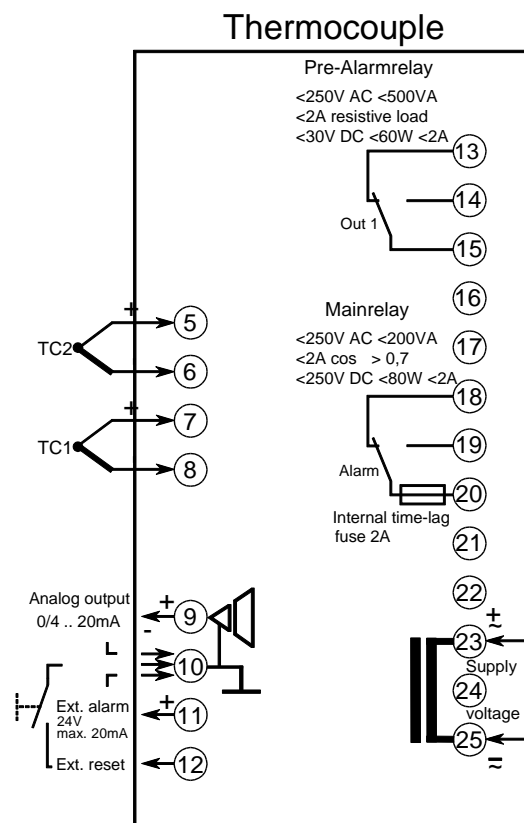 Thermocouple
Pre-Alarmrelay
<250V AC <500VA
<2A resistive load
<30V DC <60W <2A
13
14
Out 1
15
16
+
5
TC2
6
Mainrelay
<250V AC <200VA
17
<2A cos > 0,7
<250V DC <80W <2A
18
+
7
TC1
8
19
Alarm
20
Internal time-lag
fuse 2A
21
22
Analog output
0/4 .. 20mA
+
9
-
10
±
~
23
Supply
24
voltage
25
Ext. alarm
24V
max. 20mA
+
11
Ext. reset
12